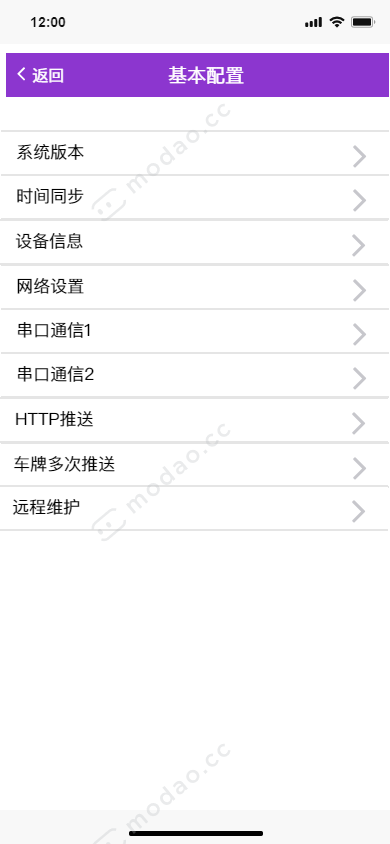 12:00
返回
基本配置
系统版本
时间同步
设备信息
网络设置
串口通信1
串口通信2
HTTP推送
车牌多次推送
远程维护
modao.cc
modao.cc
modao.cc